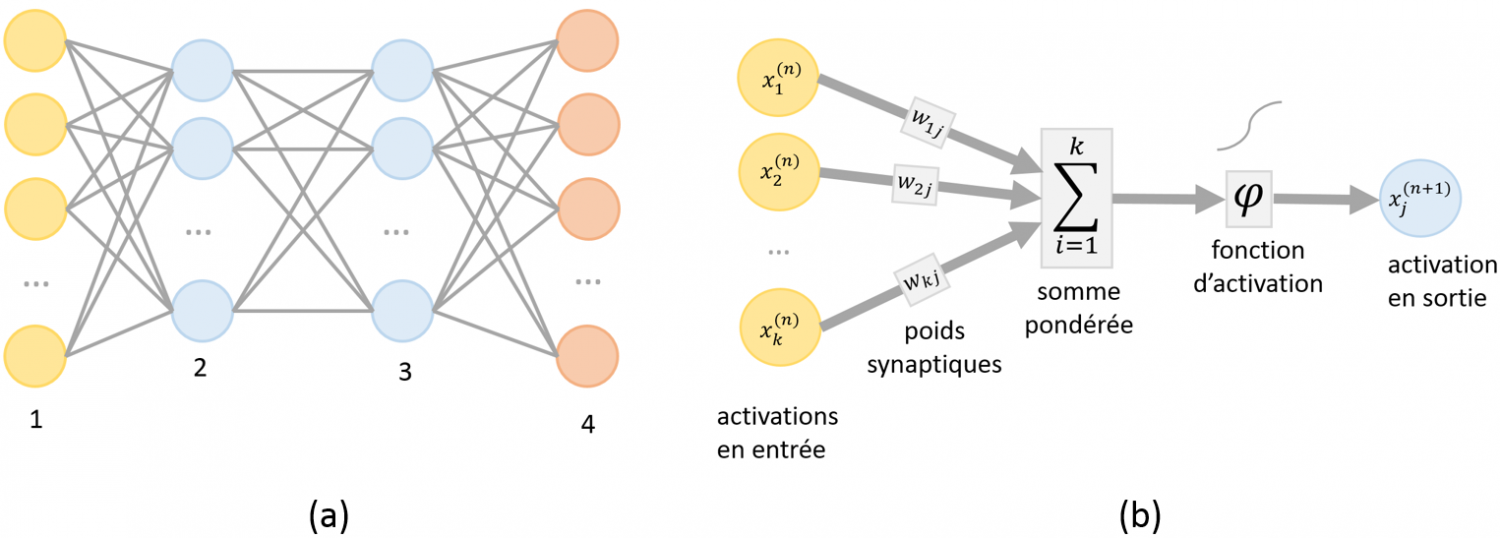 ...
...
...
...
1
2
3
4
(a)
x_1^{(n)}
x_2^{(n)}
...
x_k^{(n)}
activations
en entrée
w_{1j}
w_{2j}
w_{kj}
poids
synaptiques
\sum_{i=1}^{k}
somme
pondérée
φ
fonction
d’activation
x_j^{(n+1)}
activation
en sortie
(b)